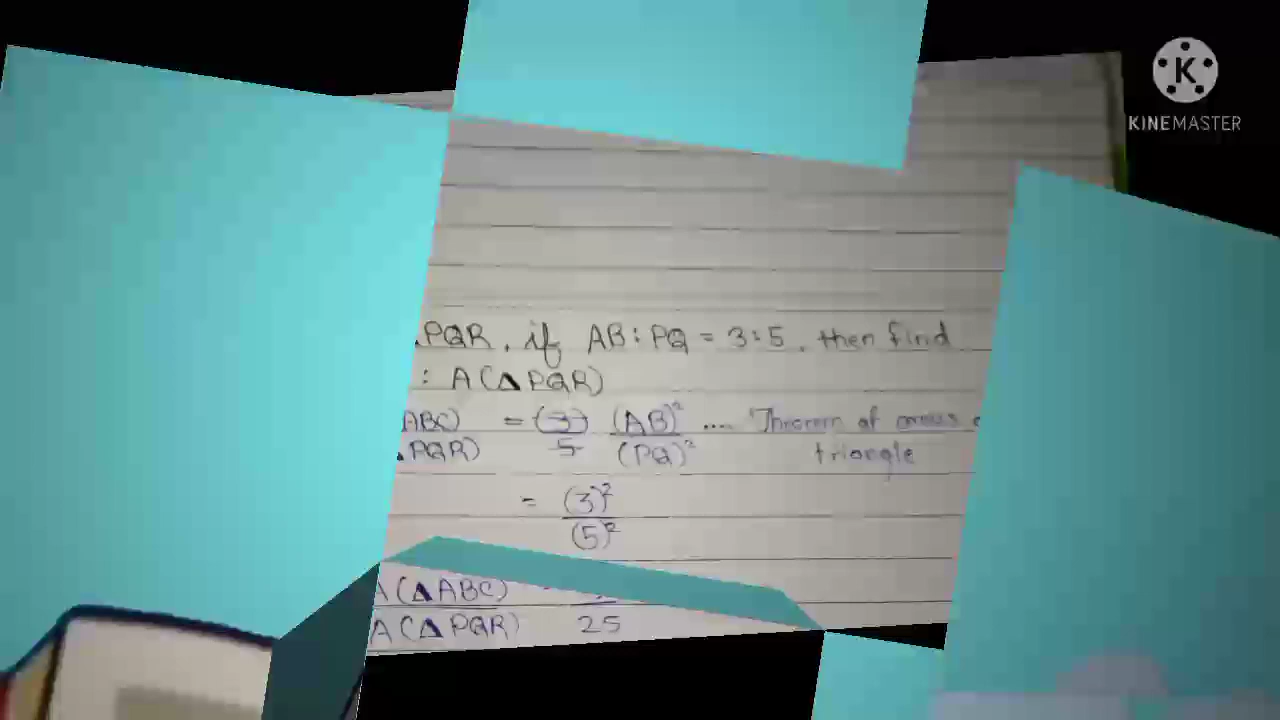 KINEMASTER
PQR, if AB : PQ = 3:5, then find
: A(ΔPQR)
ABC) = (3) (AB)² .... Theorem of areas
PQR) 5 (PQ)² triangle
= (3)²
(5)²
A(ΔABC)
A(ΔPQR) 25